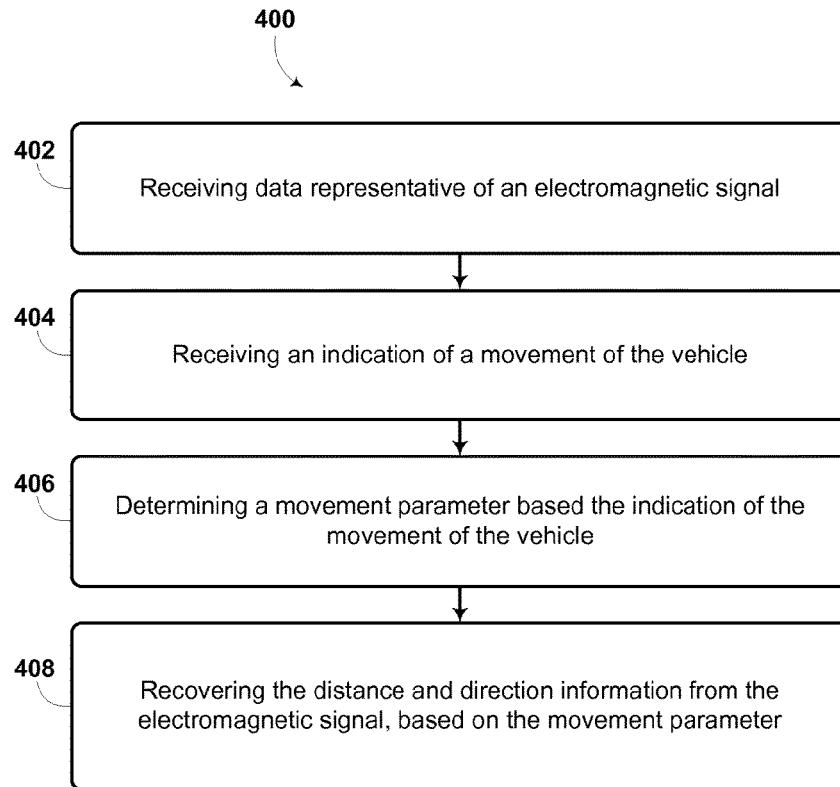 400
402
Receiving data representative of an electromagnetic signal
404
Receiving an indication of a movement of the vehicle
406
Determining a movement parameter based the indication of the
movement of the vehicle
408
Recovering the distance and direction information from the
electromagnetic signal, based on the movement parameter